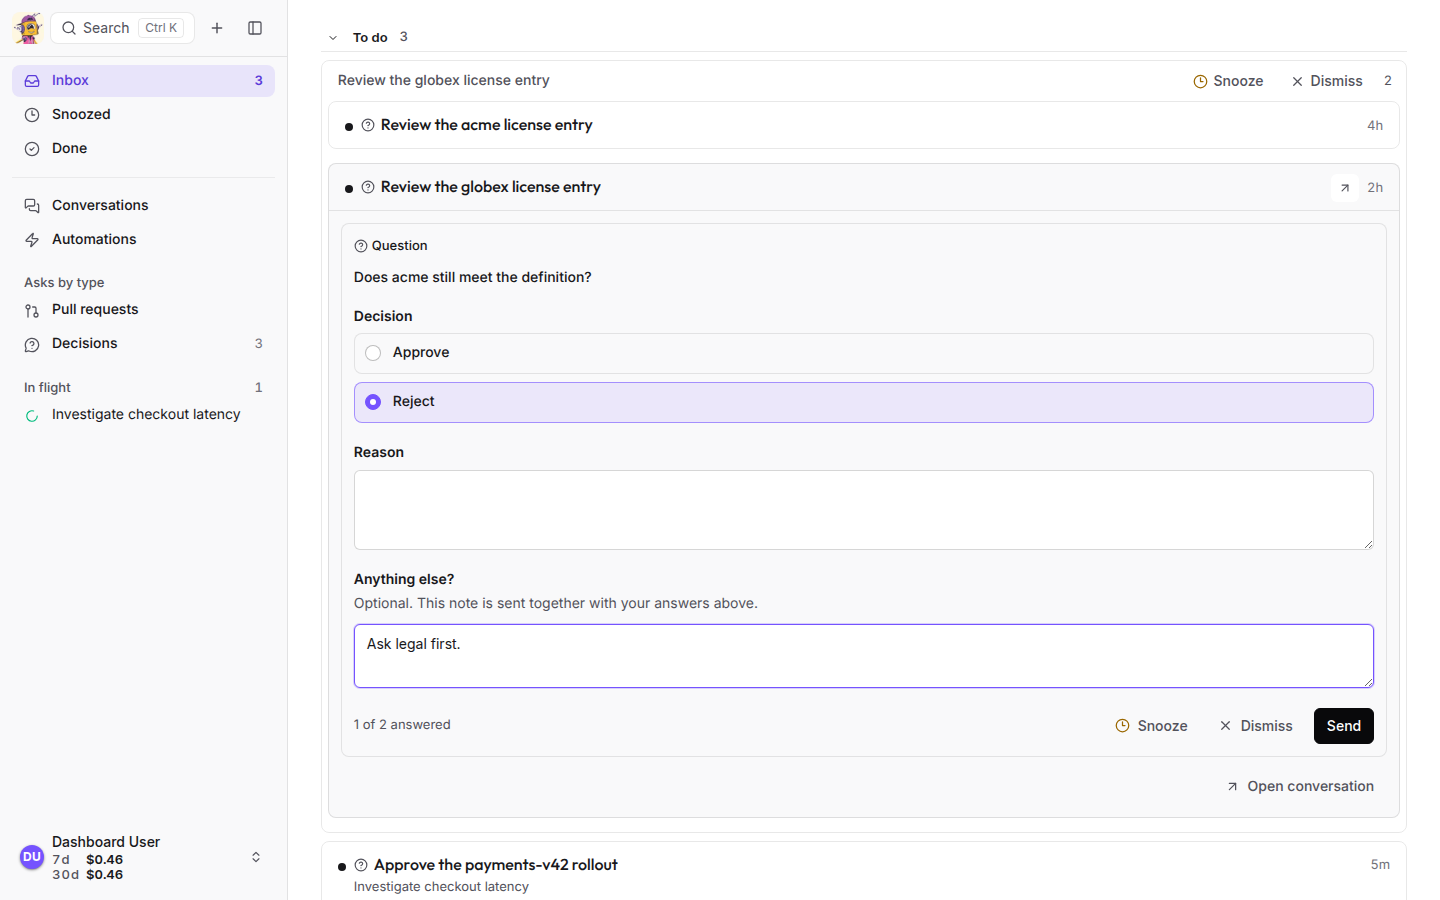 Search Ctrl K
Inbox 3
Snoozed
Done
Conversations
Automations
Asks by type
Pull requests
Decisions 3
In flight 1
Investigate checkout latency
DU Dashboard User
7d $0.46
30d $0.46
To do 3
Review the globex license entry Snooze Dismiss 2
Review the acme license entry 4h
Review the globex license entry 2h
Question
Does acme still meet the definition?
Decision
Approve
Reject
Reason
Anything else?
Optional. This note is sent together with your answers above.
Ask legal first.
1 of 2 answered Snooze Dismiss Send
Open conversation
Approve the payments-v42 rollout 5m
Investigate checkout latency